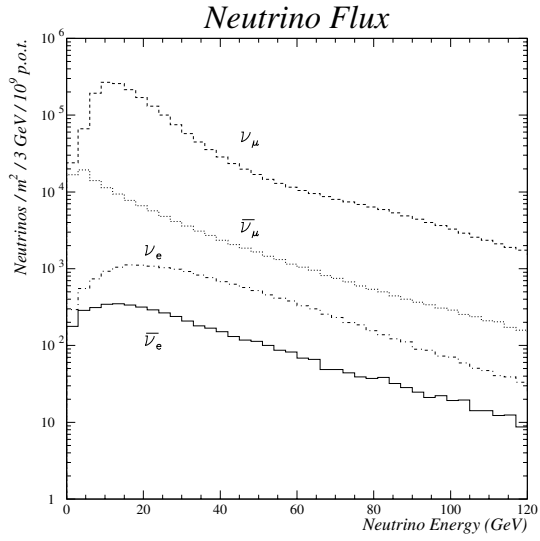 Neutrino Flux
Neutrinos / m² / 3 GeV / 10⁹ p.o.t.
10⁶
10⁵
10⁴
10³
10²
10
1
ν_μ
ν̅_μ
ν_e
ν̅_e
0 20 40 60 80 100 120
Neutrino Energy (GeV)